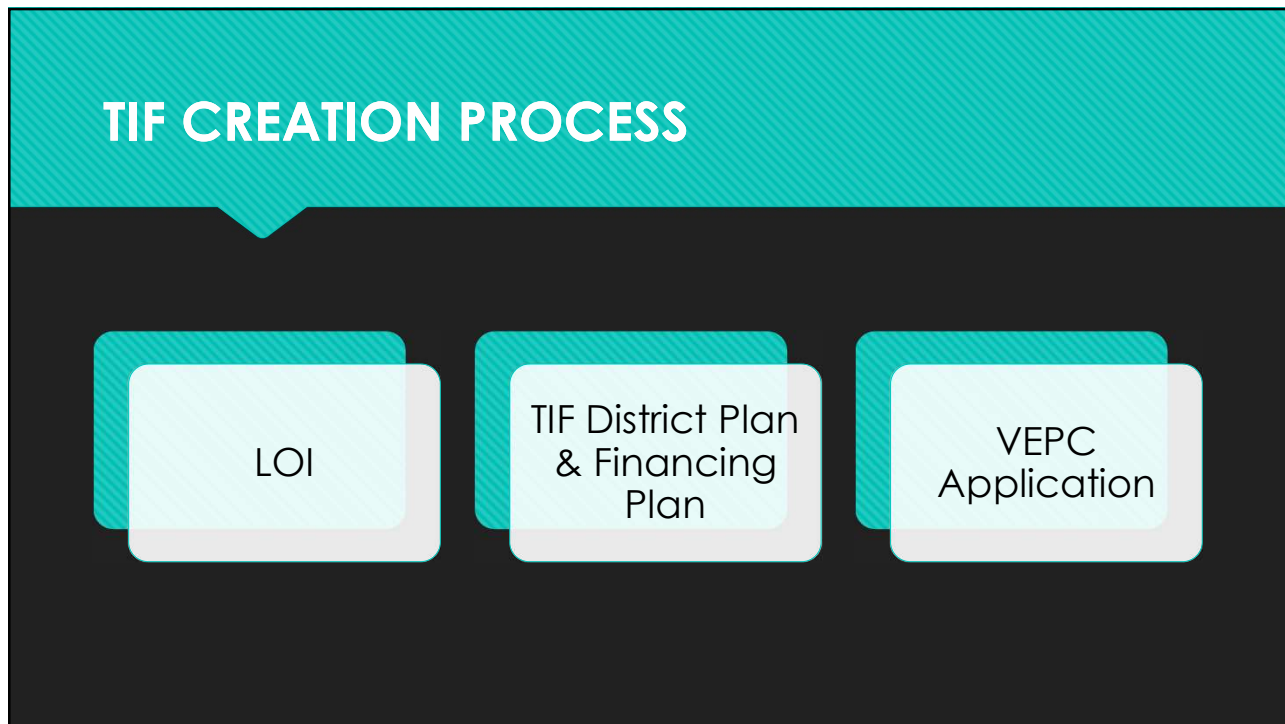 TIF CREATION PROCESS
LOI
TIF District Plan
& Financing
Plan
VEPC
Application